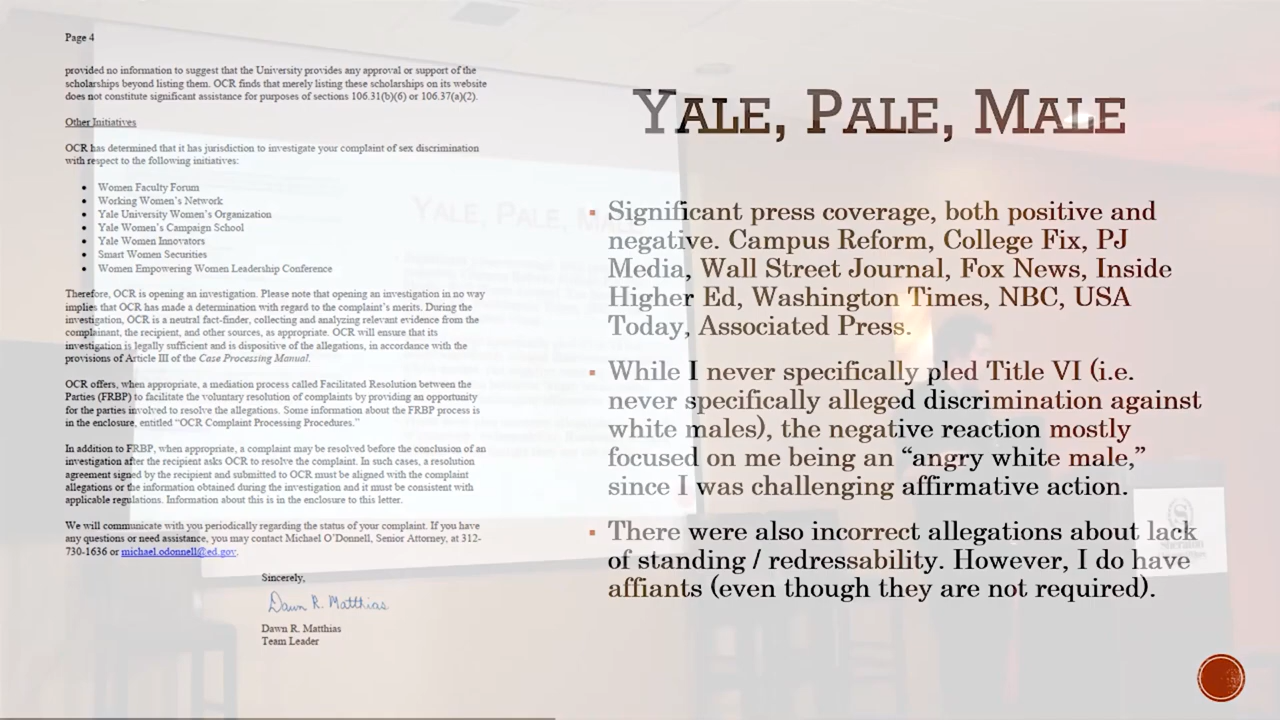 Page 4
provided no information to suggest that the University provides any approval or support of the
scholarships beyond listing them. OCR finds that merely listing these scholarships on its website
does not constitute significant assistance for purposes of sections 106.31(b)(6) or 106.37(a)(2).
Other Initiatives
OCR has determined that it has jurisdiction to investigate your complaint of sex discrimination
with respect to the following initiatives:
• Women Faculty Forum
• Working Women's Network
• Yale University Women's Organization
• Yale Women's Campaign School
• Yale Women Innovators
• Smart Women Securities
• Women Empowering Women Leadership Conference
Therefore, OCR is opening an investigation. Please note that opening an investigation in no way
implies that OCR has made a determination with regard to the complaint's merits. During the
investigation, OCR is a neutral fact-finder, collecting and analyzing relevant evidence from the
complainant, the recipient, and other sources, as appropriate. OCR will ensure that its
investigation is legally sufficient and is dispositive of the allegations, in accordance with the
provisions of Article III of the Case Processing Manual.
OCR offers, when appropriate, a mediation process called Facilitated Resolution between the
Parties (FRBP) to facilitate the voluntary resolution of complaints by providing an opportunity
for the parties involved to resolve the allegations. Some information about the FRBP process is
in the enclosure, entitled "OCR Complaint Processing Procedures."
In addition to FRBP, when appropriate, a complaint may be resolved before the conclusion of an
investigation after the recipient asks OCR to resolve the complaint. In such cases, a resolution
agreement signed by the recipient and submitted to OCR must be aligned with the complaint
allegations or the information obtained during the investigation and it must be consistent with
applicable regulations. Information about this is in the enclosure to this letter.
We will communicate with you periodically regarding the status of your complaint. If you have
any questions or need assistance, you may contact Michael O'Donnell, Senior Attorney, at 312-
730-1636 or michael.odonnell@ed.gov.
Sincerely,
Dawn R. Matthias
Dawn R. Matthias
Team Leader
YALE, PALE, MALE
▪ Significant press coverage, both positive and
negative. Campus Reform, College Fix, PJ
Media, Wall Street Journal, Fox News, Inside
Higher Ed, Washington Times, NBC, USA
Today, Associated Press.
▪ While I never specifically pled Title VI (i.e.
never specifically alleged discrimination against
white males), the negative reaction mostly
focused on me being an "angry white male,"
since I was challenging affirmative action.
▪ There were also incorrect allegations about lack
of standing / redressability. However, I do have
affiants (even though they are not required).
YALE, PALE, MALE